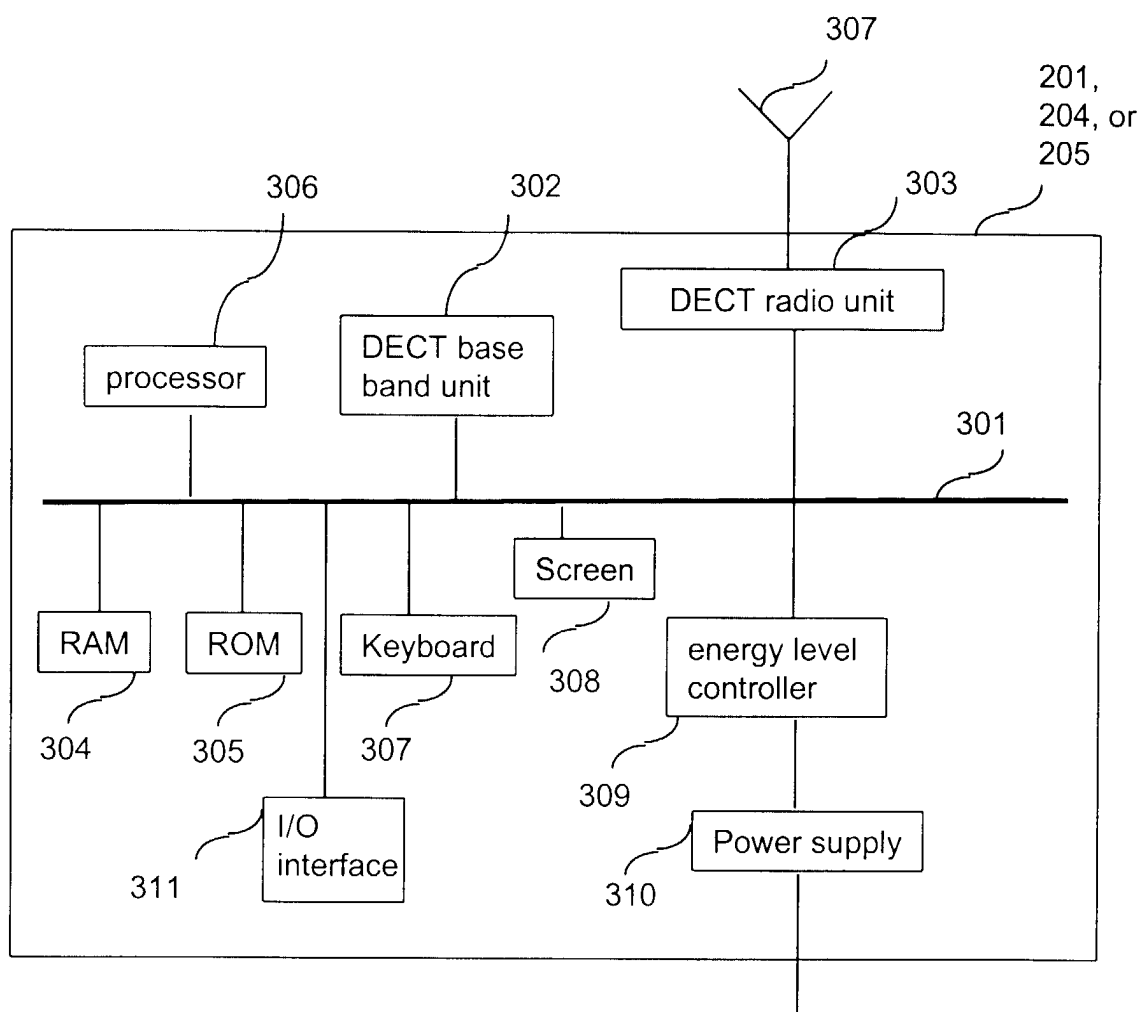 307
201,
204, or
205
306
302
303
DECT radio unit
processor
DECT base
band unit
301
RAM
ROM
Keyboard
Screen
energy level
controller
304
305
307
308
309
I/O
interface
311
Power supply
310